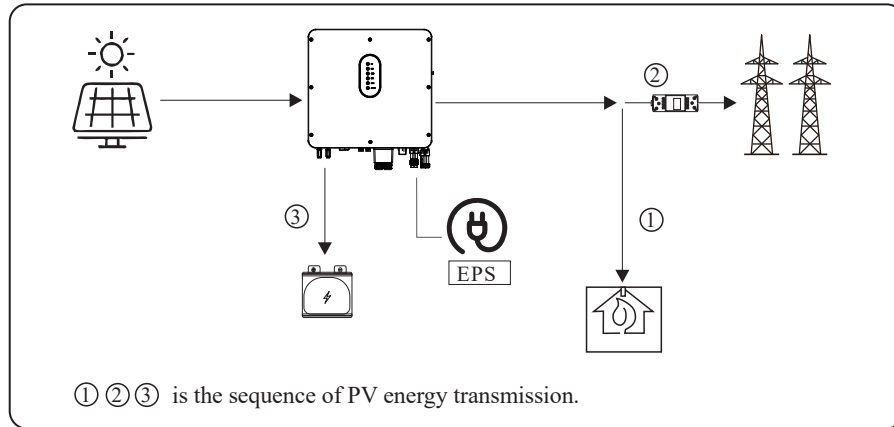 ②
③
①
EPS
① ② ③ is the sequence of PV energy transmission.